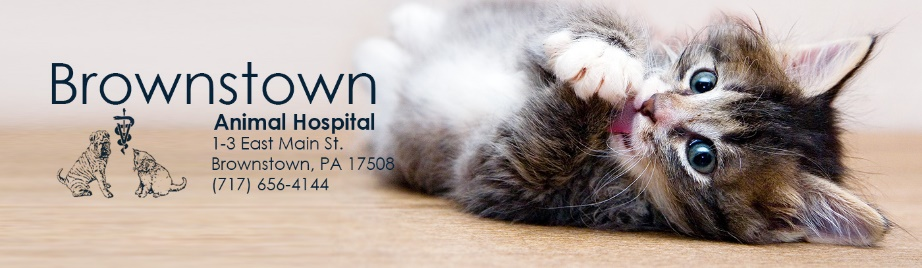 Brownstown
Animal Hospital
1-3 East Main St.
Brownstown, PA 17508
(717) 656-4144